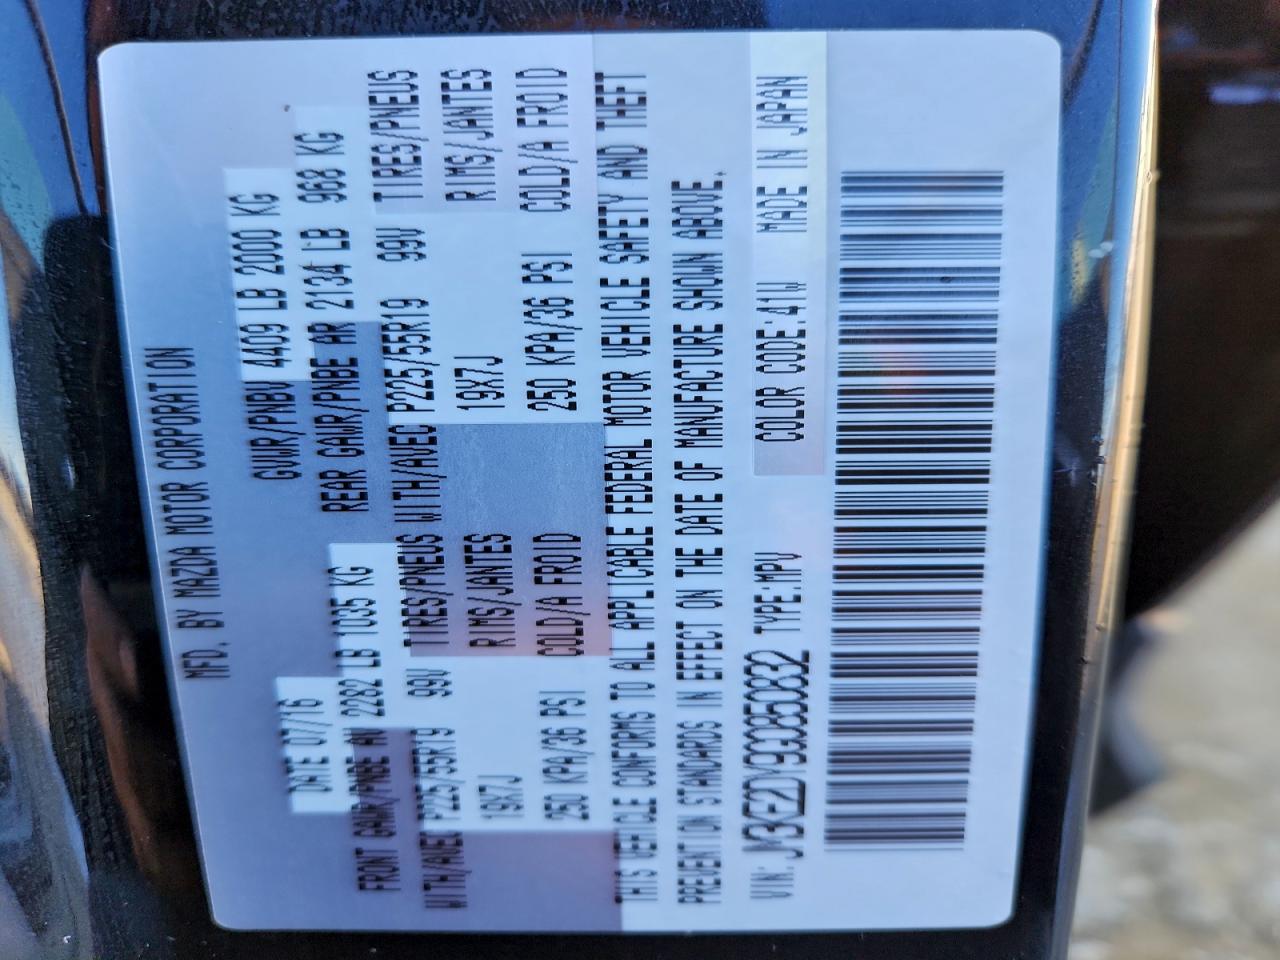 MFD. BY MAZDA MOTOR CORPORATION
DATE 07/16 GVWR/PNBV 4409 LB 2000 KG
FRONT GAWR/PNBE AV 2282 LB 1035 KG REAR GAWR/PNBE AR 2134 LB 968 KG
WITH/AVEC P225/55R19 99V TIRES/PNEUS WITH/AVEC P225/55R19 99V TIRES/PNEUS
19X7J RIMS/JANTES 19X7J RIMS/JANTES
250 KPA/36 PSI COLD/A FROID 250 KPA/36 PSI COLD/A FROID
THIS VEHICLE CONFORMS TO ALL APPLICABLE FEDERAL MOTOR VEHICLE SAFETY AND THEFT
PREVENTION STANDARDS IN EFFECT ON THE DATE OF MANUFACTURE SHOWN ABOVE.
VIN: JM3KE2DY9G0850832 TYPE:MPV COLOR CODE:41W MADE IN JAPAN